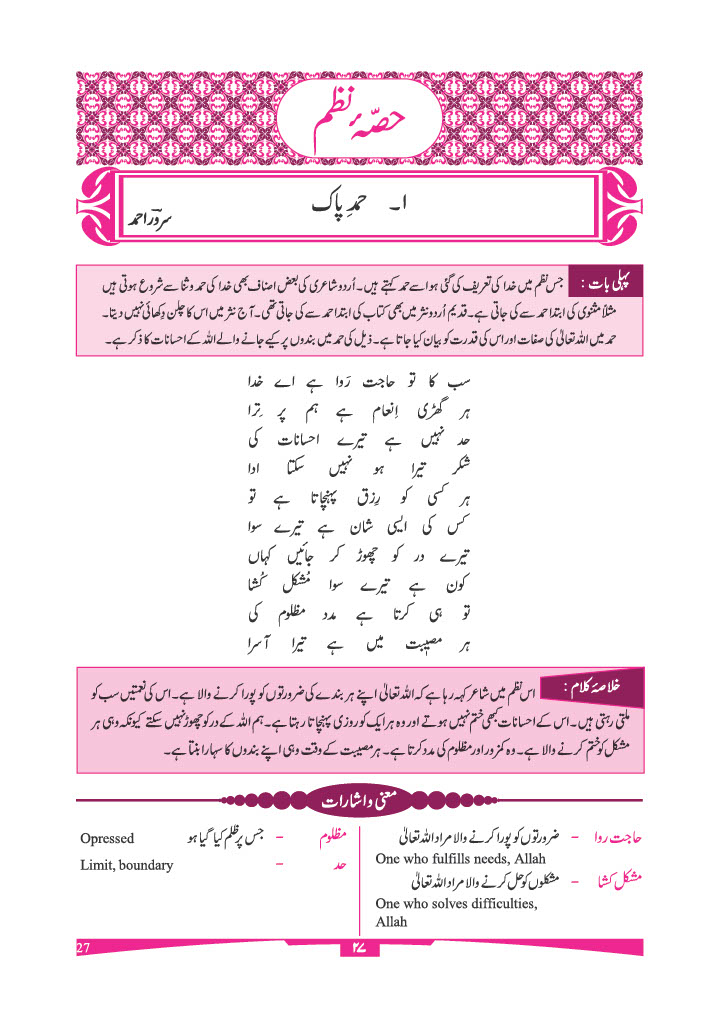 حصّۂ نظم
۱۔ حمدِ پاک
سرور احمد
پہلی بات : جس نظم میں خدا کی تعریف کی گئی ہو اسے حمد کہتے ہیں۔ اُردو شاعری کی بعض اصناف بھی خدا کی حمد و ثنا سے شروع ہوتی ہیں
مثلاً مثنوی کی ابتدا حمد سے کی جاتی ہے۔ قدیم اُردو نثر میں بھی کتاب کی ابتدا حمد سے کی جاتی تھی۔ آج نثر میں اس کا چلن دِکھائی نہیں دیتا۔
حمد میں اللہ تعالیٰ کی صفات اور اس کی قدرت کو بیان کیا جاتا ہے۔ ذیل کی حمد میں بندوں پر کیے جانے والے اللہ کے احسانات کا ذکر ہے۔
سب کا تو حاجت رَوا ہے اے خدا
ہر گھڑی اِنعام ہے ہم پر تِرا
حد نہیں ہے تیرے احسانات کی
شکر تیرا ہو نہیں سکتا ادا
ہر کسی کو رِزق پہنچاتا ہے تو
کس کی ایسی شان ہے تیرے سوا
تیرے در کو چھوڑ کر جائیں کہاں
کون ہے تیرے سوا مُشکل کُشا
تو ہی کرتا ہے مدد مظلوم کی
ہر مصیبت میں ہے تیرا آسرا
خلاصۂ کلام : اس نظم میں شاعر کہہ رہا ہے کہ اللہ تعالیٰ اپنے ہر بندے کی ضرورتوں کو پورا کرنے والا ہے۔ اس کی نعمتیں سب کو
ملتی رہتی ہیں۔ اس کے احسانات کبھی ختم نہیں ہوتے اور وہ ہر ایک کو روزی پہنچاتا رہتا ہے۔ ہم اللہ کے در کو چھوڑ نہیں سکتے کیونکہ وہی ہر
مشکل کو ختم کرنے والا ہے۔ وہ کمزور اور مظلوم کی مدد کرتا ہے۔ ہر مصیبت کے وقت وہی اپنے بندوں کا سہارا بنتا ہے۔
معنی و اشارات
حاجت روا - ضرورتوں کو پورا کرنے والا مراد اللہ تعالیٰ
One who fulfills needs, Allah
مشکل کشا - مشکلوں کو حل کرنے والا مراد اللہ تعالیٰ
One who solves difficulties,
Allah
مظلوم - جس پر ظلم کیا گیا ہو Opressed
حد - Limit, boundary
27
۲۷